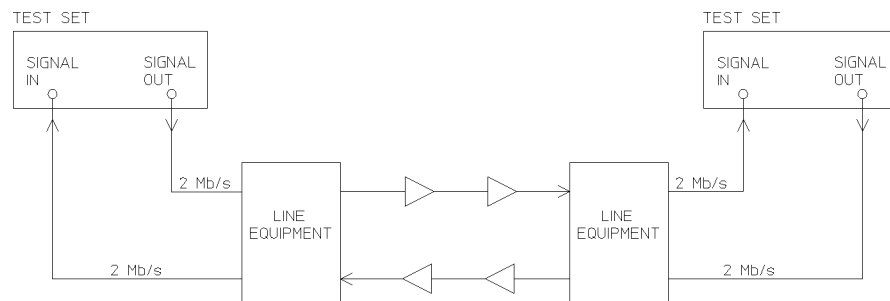 TEST SET
SIGNAL
IN
SIGNAL
OUT
TEST SET
SIGNAL
IN
SIGNAL
OUT
2 Mb/s
LINE
EQUIPMENT
2 Mb/s
LINE
EQUIPMENT
2 Mb/s
2 Mb/s